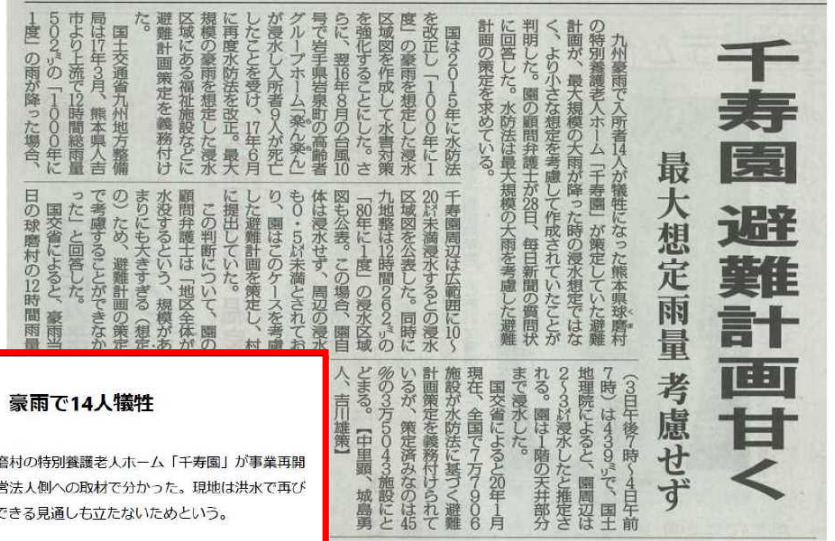 千寿園 避難計画甘く
最大想定雨量 考慮せず
九州豪雨で入所者14人が犠牲になった熊本県球磨村
の特別養護老人ホーム「千寿園」が策定していた避難
計画が、最大規模の大雨が降った時の浸水想定ではな
く、より小さな想定を考慮して作成されていたことが
判明した。園の顧問弁護士が28日、毎日新聞の質問状
に回答した。水防法は最大規模の大雨を考慮した避難
計画の策定を求めている。
国は2015年に水防法
を改正し「1000年に1
度」の豪雨を想定した浸水
区域図を作成して水害対策
を強化することにした。さ
らに、翌16年8月の台風10
号で岩手県岩泉町の高齢者
グループホーム「楽ん楽ん」
が浸水し入所者9人が死亡
したことを受け、17年6月
に再度水防法を改正。最大
規模の豪雨を想定した浸水
区域にある福祉施設などに
避難計画策定を義務付け
た。
国土交通省九州地方整備
局は17年3月、熊本県人吉
市より上流で12時間総雨量
502㍉の「1000年に
1度」の雨が降った場合、
千寿園周辺は広範囲に10～
20㍍未満浸水するとの浸水
区域図を公表した。同時に
九地整は12時間262㍉の
「80年に1度」の浸水区域
図も公表。この場合、園自
体は浸水せず、周辺の浸水
も0・5㍍未満とされてお
り、園はこのケースを考慮
した避難計画を策定し、村
に提出していた。
この判断について、園の
顧問弁護士は「地区全体が
水没するという、規模があ
まりにも大きすぎる（想定
の）ため、避難計画の策定
で考慮することができなか
った」と回答した。
国交省によると、豪雨当
日の球磨村の12時間雨量
（3日午後7時～4日午前
7時）は439㍉で、国土
地理院によると、園周辺は
2～3㍍浸水したと推定さ
れる。園は1階の天井部分
まで浸水した。
国交省によると20年1月
現在、全国で7万7906
施設が水防法に基づく避難
計画策定を義務付けられて
いるが、策定済みなのは45
％の3万5043施設にと
どまる。【中里顕、城島勇
人、吉川雄策】
豪雨で14人犠牲
磨村の特別養護老人ホーム「千寿園」が事業再開
営法人側への取材で分かった。現地は洪水で再び
できる見通しも立たないためという。